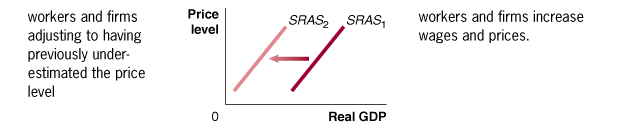 workers and firms
adjusting to having
previously under-
estimated the price
level
Price
level
SRAS2
SRAS1
0
Real GDP
workers and firms increase
wages and prices.